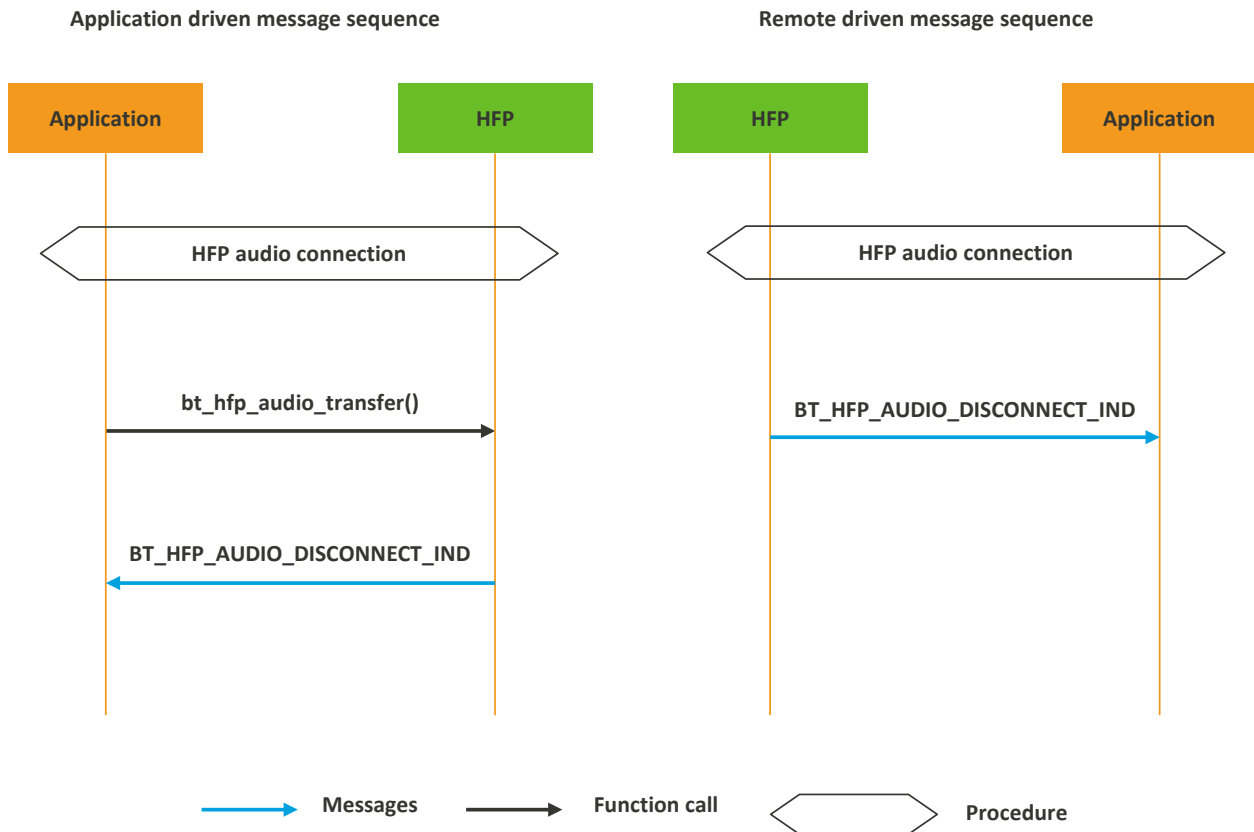 Application driven message sequence
Remote driven message sequence
Application
HFP
HFP
Application
HFP audio connection
HFP audio connection
bt_hfp_audio_transfer()
BT_HFP_AUDIO_DISCONNECT_IND
BT_HFP_AUDIO_DISCONNECT_IND
Messages
Function call
Procedure